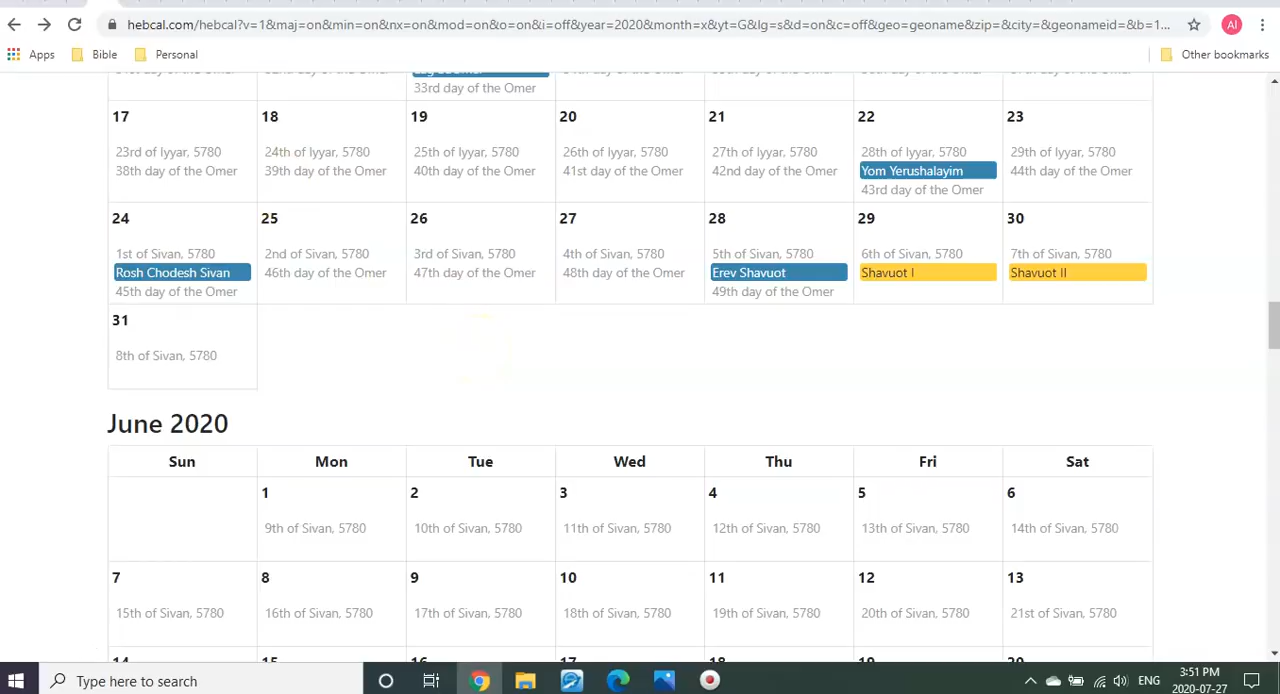 hebcal.com/hebcal?v=1&maj=on&min=on&nx=on&mod=on&o=on&i=off&year=2020&month=x&yt=G&lg=s&d=on&c=off&geo=geoname&zip=&city=&geonameid=&b=1...
AI
Apps Bible Personal Other bookmarks
33rd day of the Omer
17 18 19 20 21 22 23
23rd of Iyyar, 5780 24th of Iyyar, 5780 25th of Iyyar, 5780 26th of Iyyar, 5780 27th of Iyyar, 5780 28th of Iyyar, 5780 29th of Iyyar, 5780
38th day of the Omer 39th day of the Omer 40th day of the Omer 41st day of the Omer 42nd day of the Omer Yom Yerushalayim 44th day of the Omer
43rd day of the Omer
24 25 26 27 28 29 30
1st of Sivan, 5780 2nd of Sivan, 5780 3rd of Sivan, 5780 4th of Sivan, 5780 5th of Sivan, 5780 6th of Sivan, 5780 7th of Sivan, 5780
Rosh Chodesh Sivan 46th day of the Omer 47th day of the Omer 48th day of the Omer Erev Shavuot Shavuot I Shavuot II
45th day of the Omer 49th day of the Omer
31
8th of Sivan, 5780
June 2020
Sun Mon Tue Wed Thu Fri Sat
1 2 3 4 5 6
9th of Sivan, 5780 10th of Sivan, 5780 11th of Sivan, 5780 12th of Sivan, 5780 13th of Sivan, 5780 14th of Sivan, 5780
7 8 9 10 11 12 13
15th of Sivan, 5780 16th of Sivan, 5780 17th of Sivan, 5780 18th of Sivan, 5780 19th of Sivan, 5780 20th of Sivan, 5780 21st of Sivan, 5780
14 15 16 17 18 19 20
Type here to search ENG 3:51 PM
2020-07-27